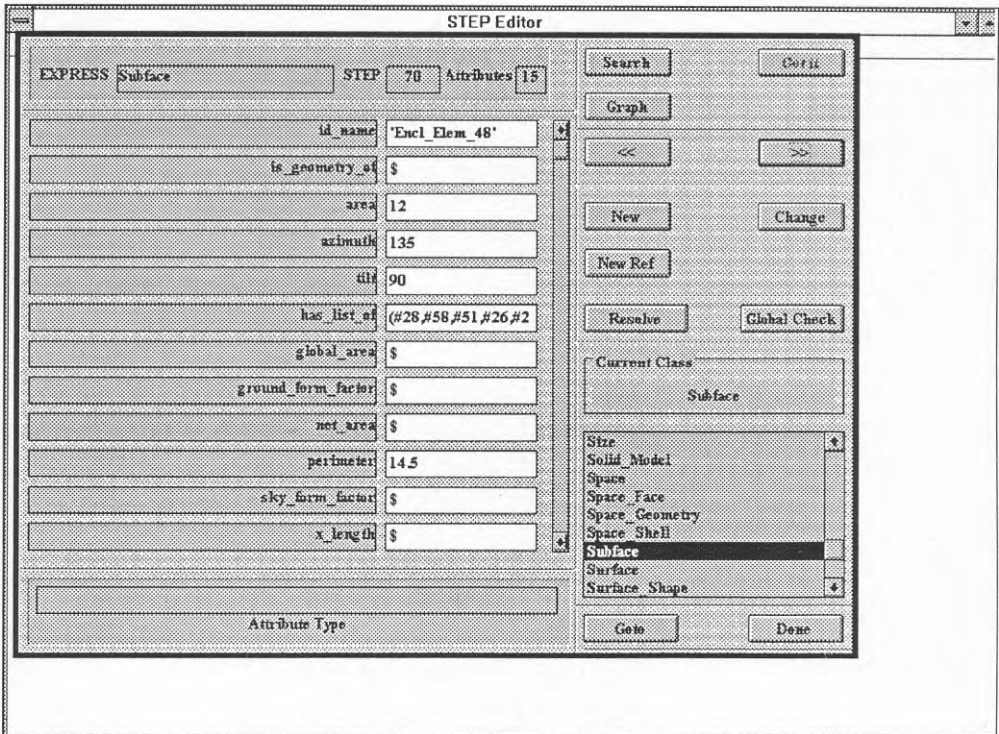 STEP Editor
EXPRESS Subface STEP 70 Attributes 15
id_name 'Encl_Elem_48'
is_geometry_of $
area 12
azimuth 135
tilt 90
has_list_of (#28,#58,#51,#26,#2
global_area $
ground_form_factor $
net_area $
perimeter 14.5
sky_form_factor $
x_length $
Attribute Type
Search
Graph
<< >>
New Change
New Ref
Resolve Global Check
Current Class
Subface
Size
Solid_Model
Space
Space_Face
Space_Geometry
Space_Shell
Subface
Surface
Surface_Shape
Goto Done